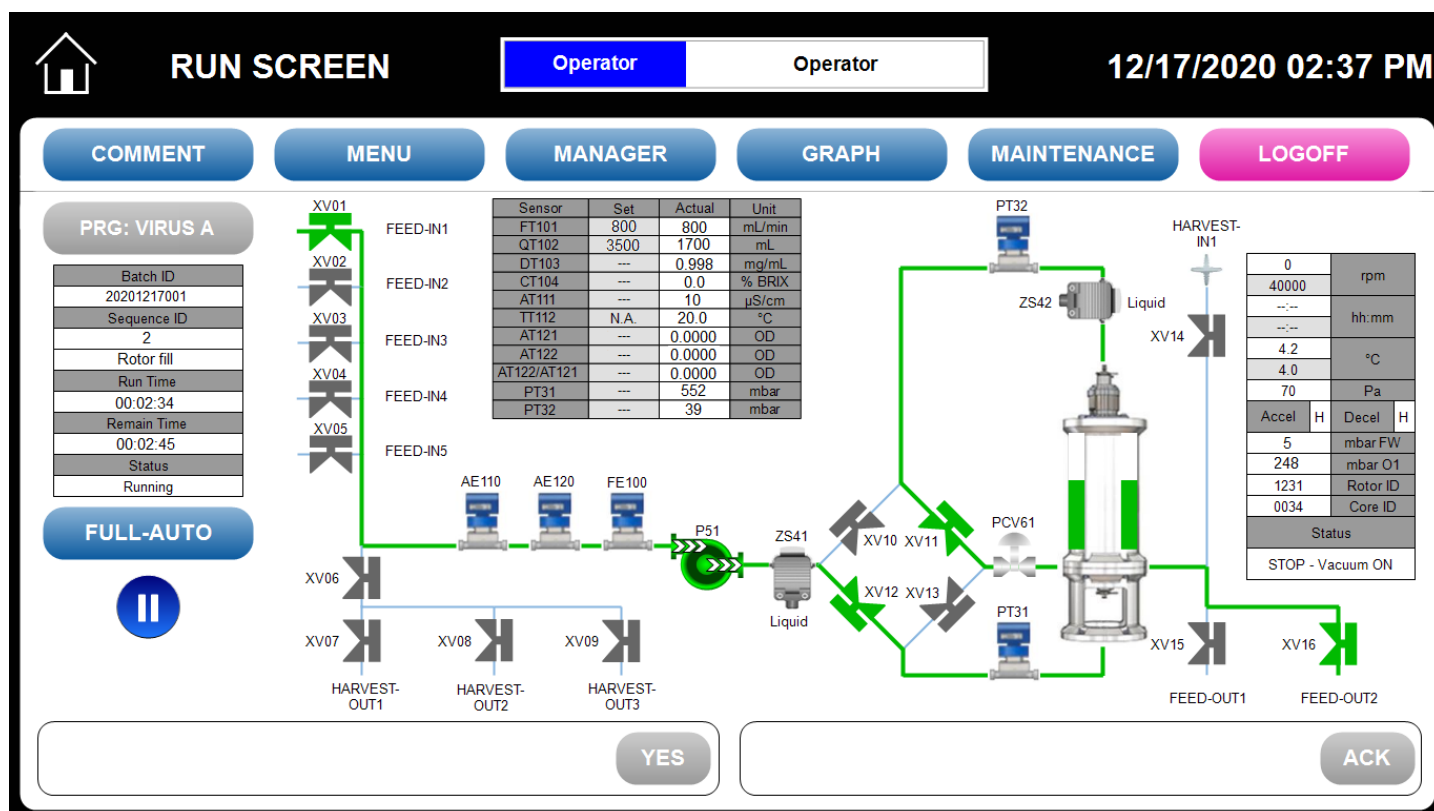 RUN SCREEN
Operator Operator
12/17/2020 02:37 PM
COMMENT MENU MANAGER GRAPH MAINTENANCE LOGOFF
PRG: VIRUS A
Batch ID
20201217001
Sequence ID
2
Rotor fill
Run Time
00:02:34
Remain Time
00:02:45
Status
Running
FULL-AUTO
XV01 FEED-IN1
XV02 FEED-IN2
XV03 FEED-IN3
XV04 FEED-IN4
XV05 FEED-IN5
Sensor Set Actual Unit
FT101 800 800 mL/min
QT102 3500 1700 mL
DT103 --- 0.998 mg/mL
CT104 --- 0.0 % BRIX
AT111 --- 10 µS/cm
TT112 N.A. 20.0 °C
AT121 --- 0.0000 OD
AT122 --- 0.0000 OD
AT122/AT121 --- 0.0000 OD
PT31 --- 552 mbar
PT32 --- 39 mbar
AE110 AE120 FE100
P51
ZS41
Liquid
XV10 XV11
XV12 XV13
PCV61
PT31
PT32
ZS42 Liquid
HARVEST-
IN1
XV14
XV15 XV16
FEED-OUT1 FEED-OUT2
XV06
XV07 XV08 XV09
HARVEST-
OUT1
HARVEST-
OUT2
HARVEST-
OUT3
0 rpm
40000
--:-- hh:mm
--:--
4.2 °C
4.0
70 Pa
Accel H Decel H
5 mbar FW
248 mbar O1
1231 Rotor ID
0034 Core ID
Status
STOP - Vacuum ON
YES
ACK